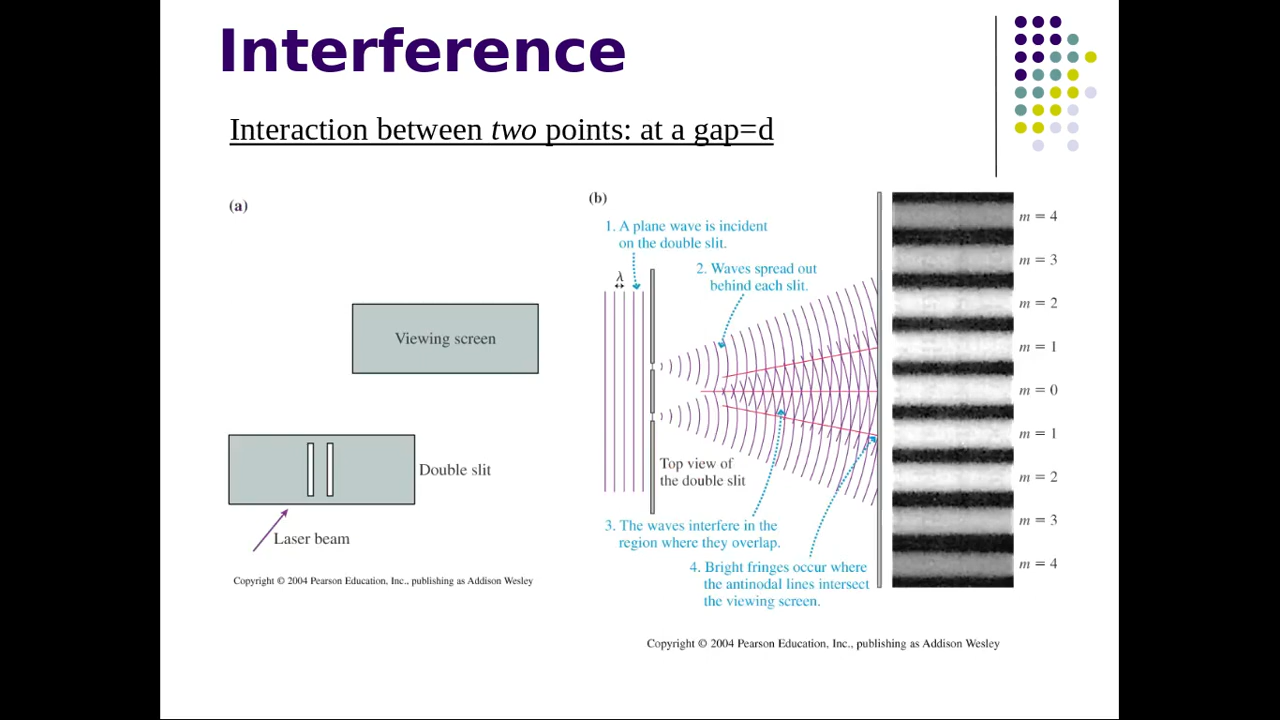 Interference
Interaction between two points: at a gap=d
(a)
Viewing screen
Double slit
Laser beam
Copyright © 2004 Pearson Education, Inc., publishing as Addison Wesley
(b)
1. A plane wave is incident
on the double slit.
λ
2. Waves spread out
behind each slit.
Top view of
the double slit
3. The waves interfere in the
region where they overlap.
4. Bright fringes occur where
the antinodal lines intersect
the viewing screen.
m = 4
m = 3
m = 2
m = 1
m = 0
m = 1
m = 2
m = 3
m = 4
Copyright © 2004 Pearson Education, Inc., publishing as Addison Wesley